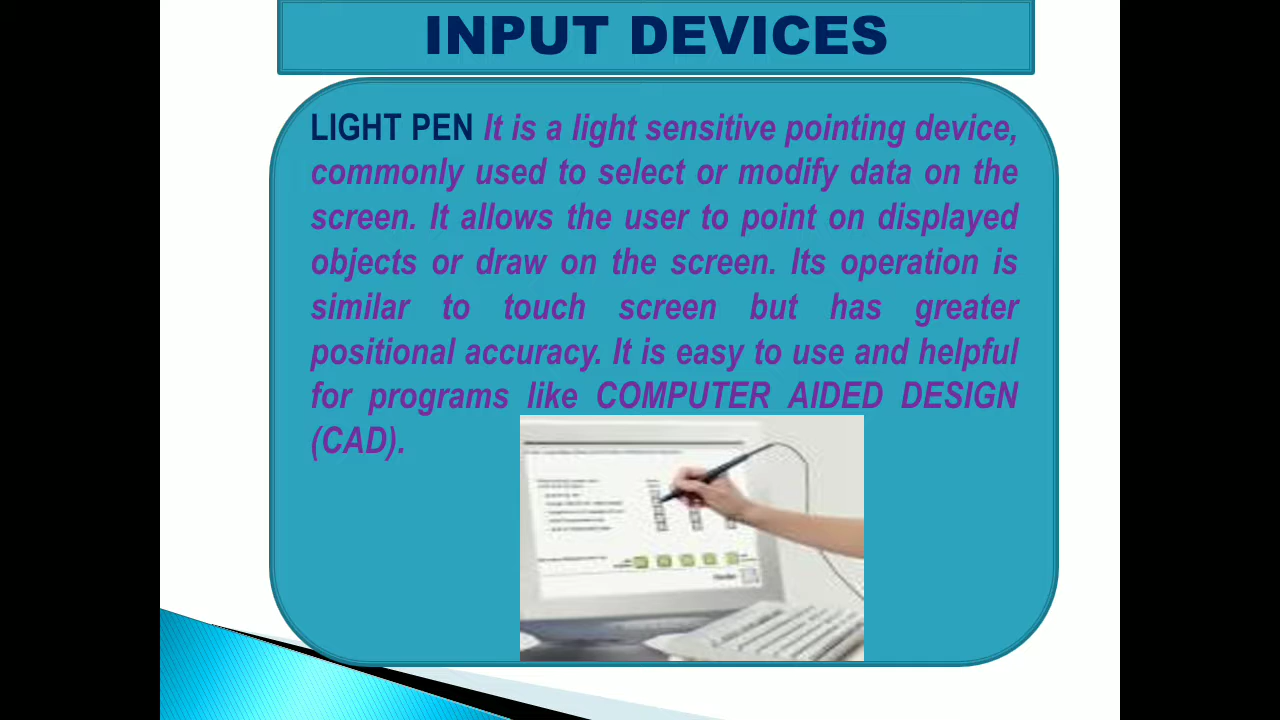 INPUT DEVICES
LIGHT PEN It is a light sensitive pointing device,
commonly used to select or modify data on the
screen. It allows the user to point on displayed
objects or draw on the screen. Its operation is
similar to touch screen but has greater
positional accuracy. It is easy to use and helpful
for programs like COMPUTER AIDED DESIGN
(CAD).